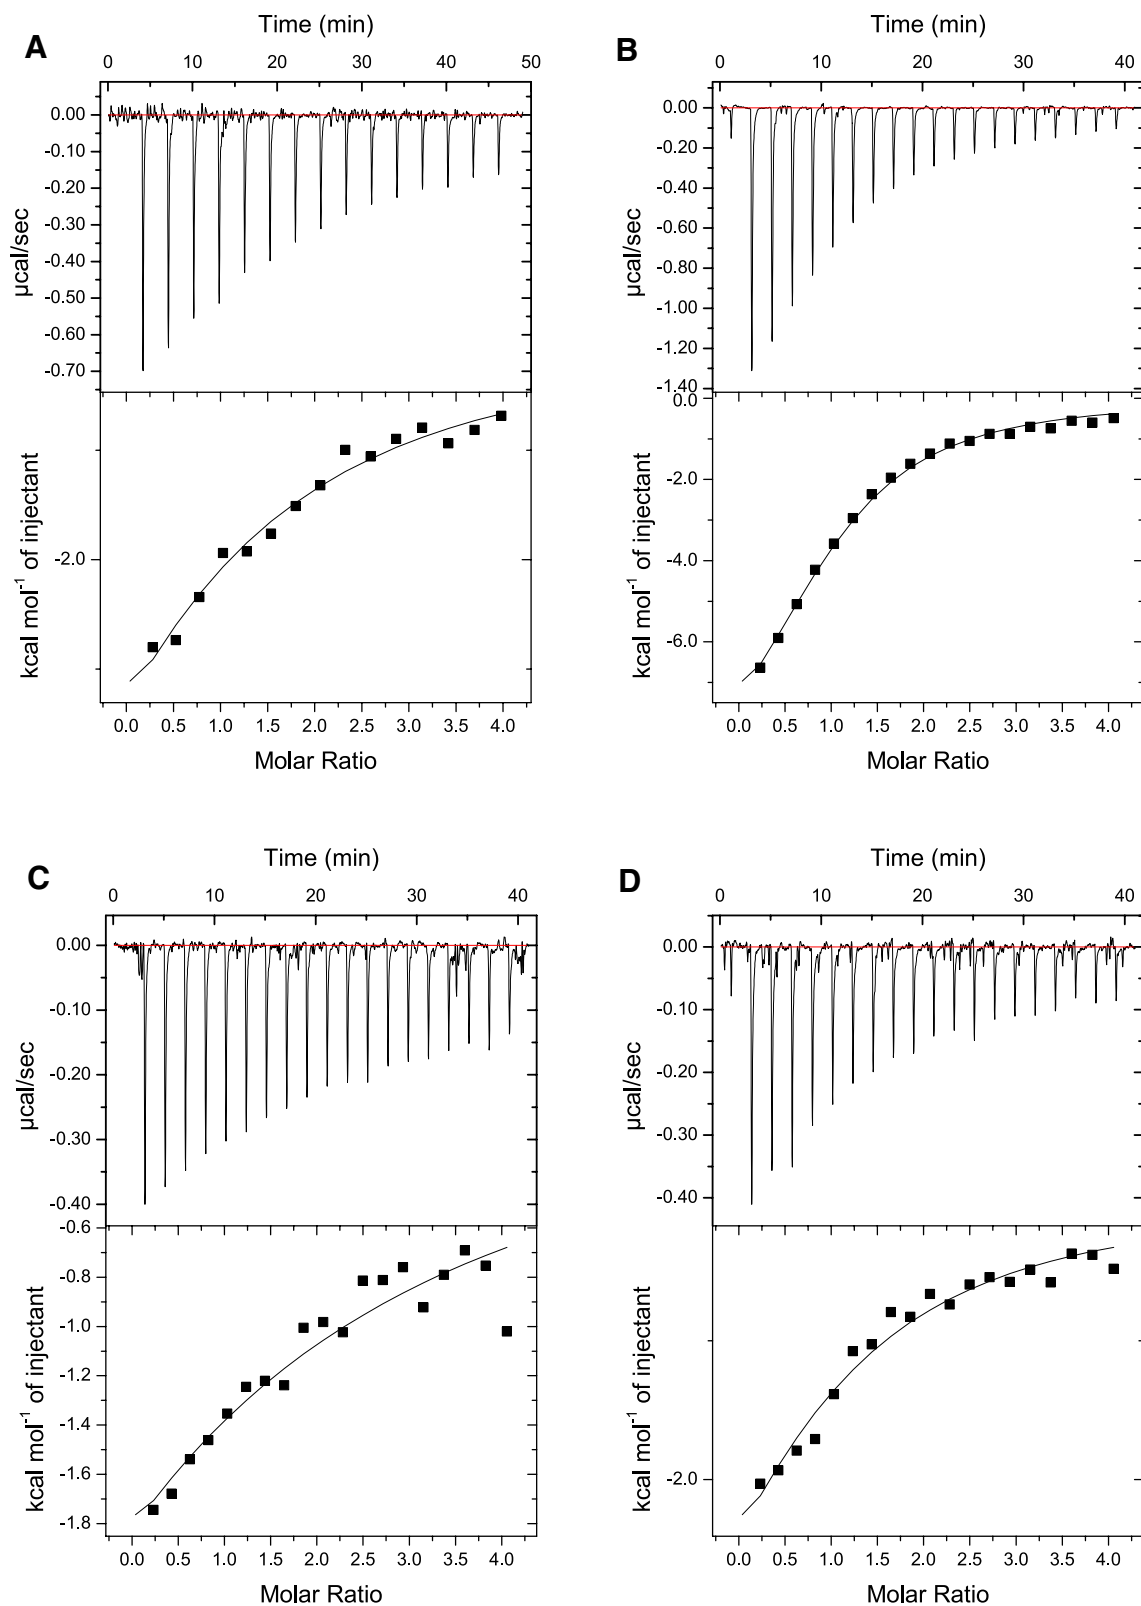 A
Time (min)
0 10 20 30 40 50
0.00
-0.10
-0.20
-0.30
-0.40
-0.50
-0.60
-0.70
µcal/sec
-2.0
kcal mol⁻¹ of injectant
0.0 0.5 1.0 1.5 2.0 2.5 3.0 3.5 4.0
Molar Ratio
B
Time (min)
0 10 20 30 40
0.00
-0.20
-0.40
-0.60
-0.80
-1.00
-1.20
-1.40
µcal/sec
0.0
-2.0
-4.0
-6.0
kcal mol⁻¹ of injectant
0.0 0.5 1.0 1.5 2.0 2.5 3.0 3.5 4.0
Molar Ratio
C
Time (min)
0 10 20 30 40
0.00
-0.10
-0.20
-0.30
-0.40
µcal/sec
-0.6
-0.8
-1.0
-1.2
-1.4
-1.6
-1.8
kcal mol⁻¹ of injectant
0.0 0.5 1.0 1.5 2.0 2.5 3.0 3.5 4.0
Molar Ratio
D
Time (min)
0 10 20 30 40
0.00
-0.10
-0.20
-0.30
-0.40
µcal/sec
-2.0
kcal mol⁻¹ of injectant
0.0 0.5 1.0 1.5 2.0 2.5 3.0 3.5 4.0
Molar Ratio